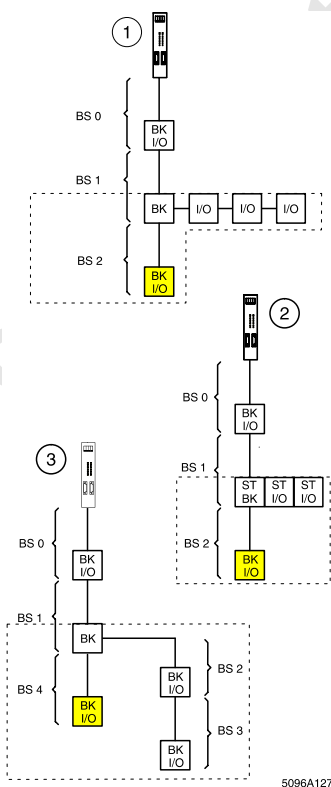 1
BS 0
BK
I/O
BS 1
BK I/O I/O I/O
BS 2
BK
I/O
2
BS 0
BK
I/O
BS 1
ST ST ST
BK I/O I/O
BS 2
BK
I/O
3
BS 0
BK
I/O
BS 1
BK
BS 2
BK
I/O
BS 4
BK
I/O
BS 3
BK
I/O
5096A127